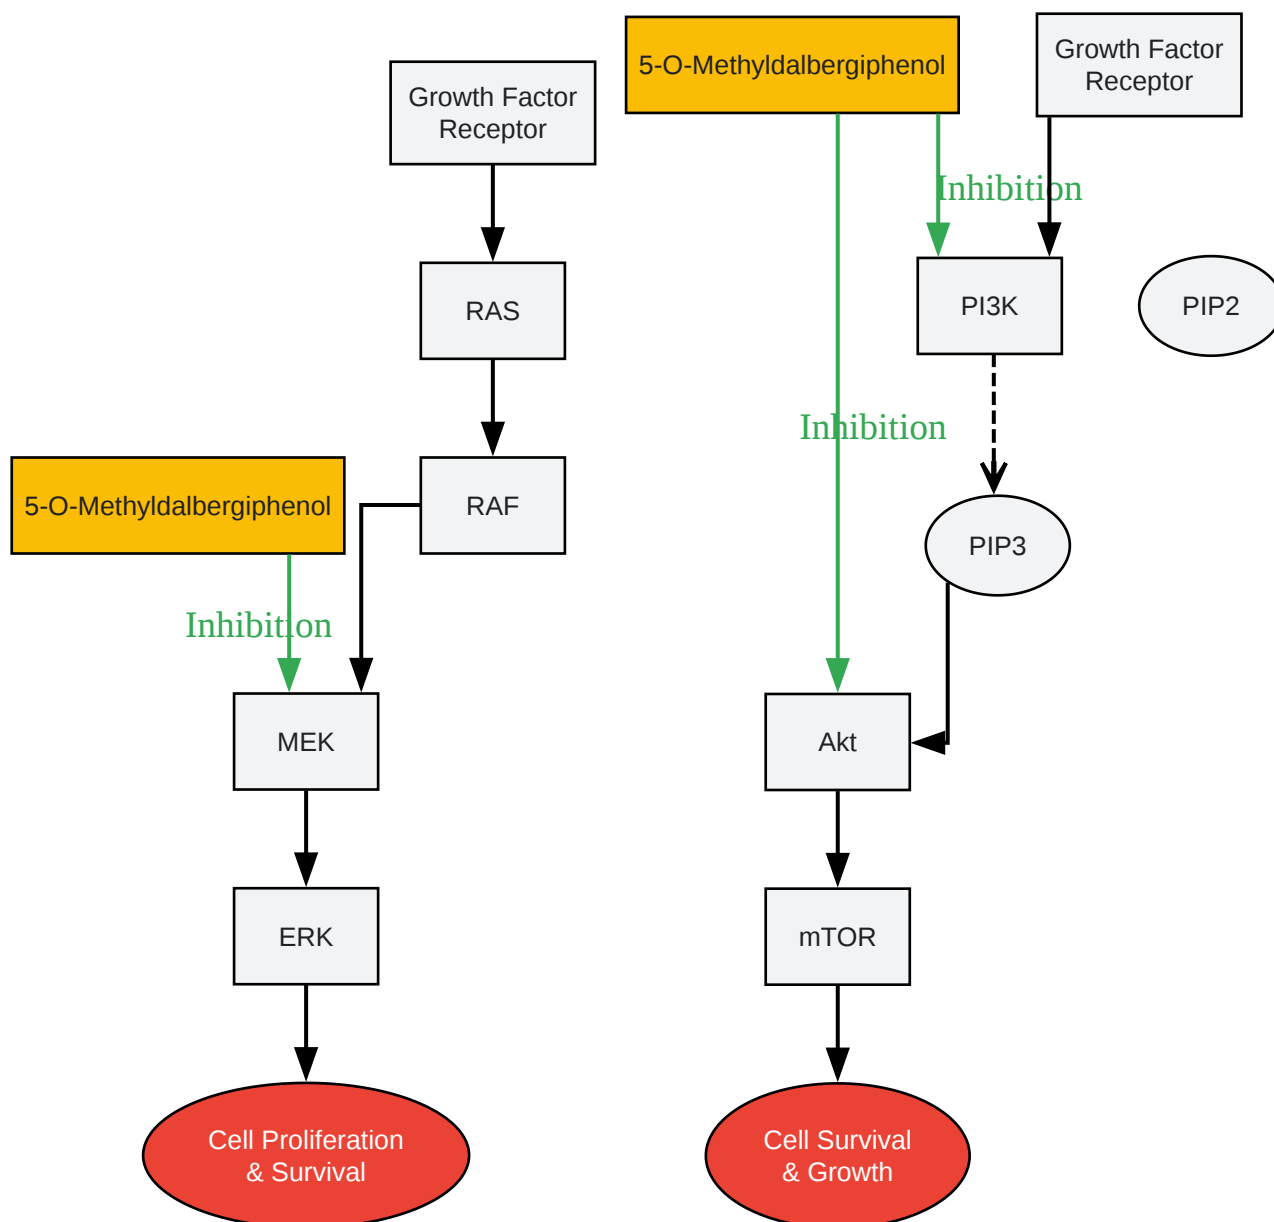 5-O-Methyldalbergiphenol
Growth Factor
Receptor
Growth Factor
Receptor
Inhibition
RAS
PI3K
PIP2
Inhibition
5-O-Methyldalbergiphenol
RAF
PIP3
Inhibition
MEK
Akt
ERK
mTOR
Cell Proliferation
& Survival
Cell Survival
& Growth